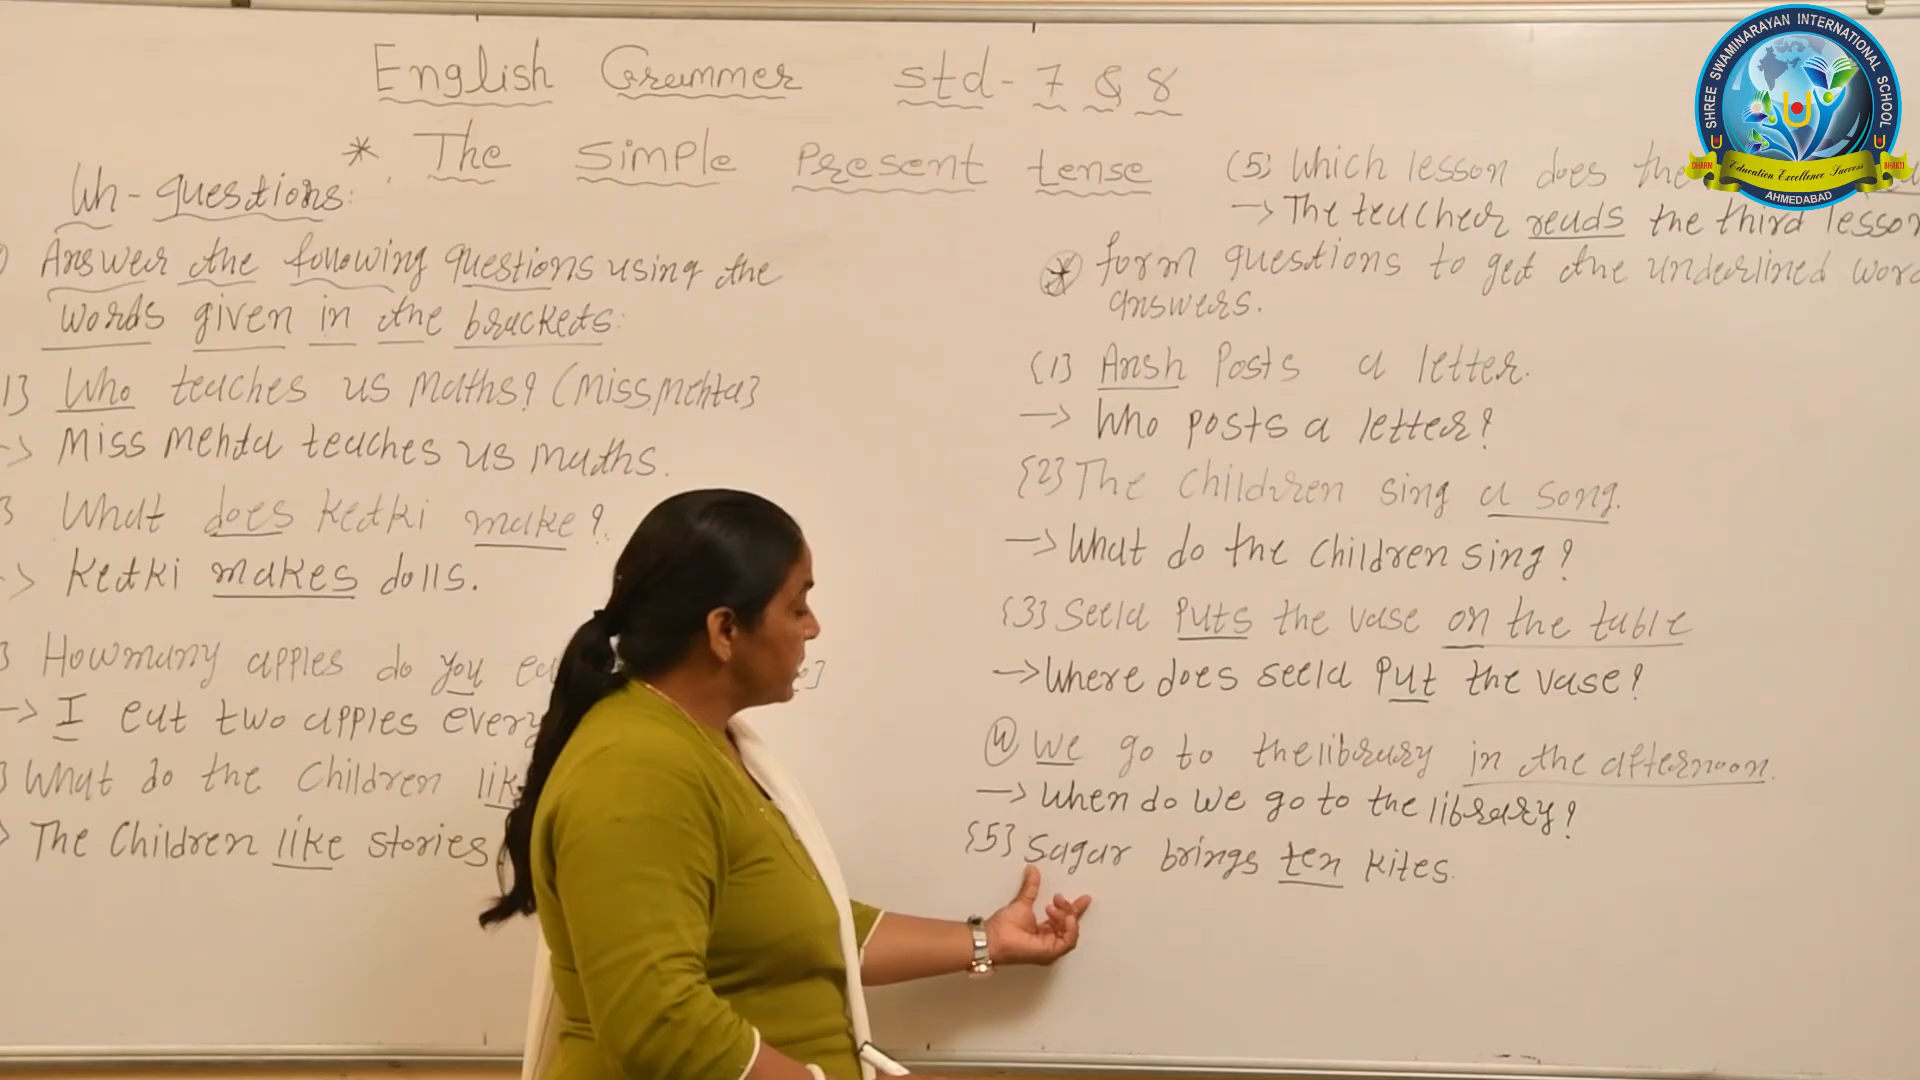 English Grammer std-7 & 8
* The Simple Present tense
Wh-questions:
Answer the following questions using the
words given in the brackets:
1} Who teaches us Maths? (Miss Mehta}
-> Miss Mehta teaches us maths.
} What does Ketki make?
-> Ketki makes dolls.
} How many apples do you
-> I eat two apples every
} What do the Children like
-> The Children like stories
(5) Which lesson does the
-> The teacher reads the third lesson
* form questions to get the underlined word
answers.
(1) Ansh Posts a letter.
-> Who posts a letter?
{2} The Children sing a song.
-> What do the children sing?
{3} Seeta puts the vase on the table
-> Where does seeta put the vase?
(4) We go to the library in the afternoon.
-> When do we go to the library?
{5} Sagar brings ten kites.
SHREE SWAMINARAYAN INTERNATIONAL SCHOOL
DHARM
Education Excellence Success
BHAKTI
AHMEDABAD